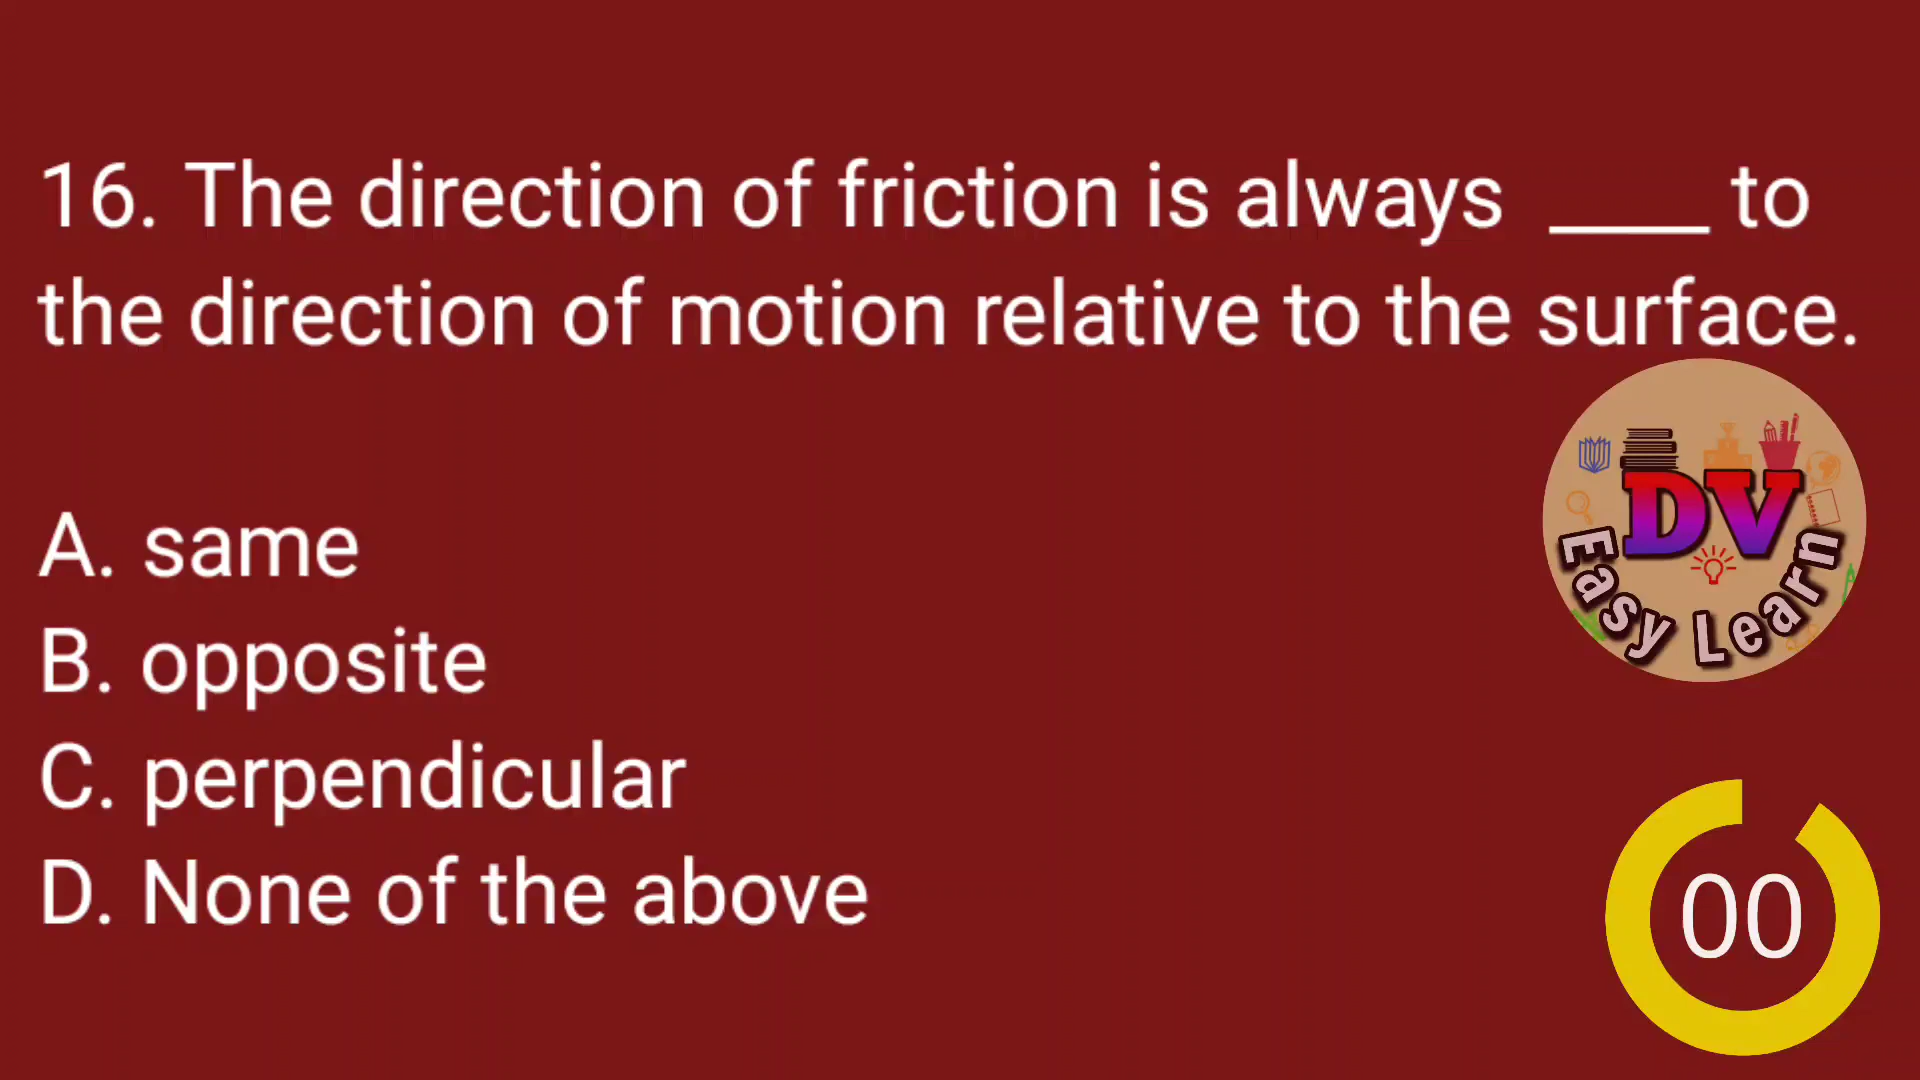 16. The direction of friction is always ____ to
the direction of motion relative to the surface.
DV
Easy Learn
A. same
B. opposite
C. perpendicular
D. None of the above
00